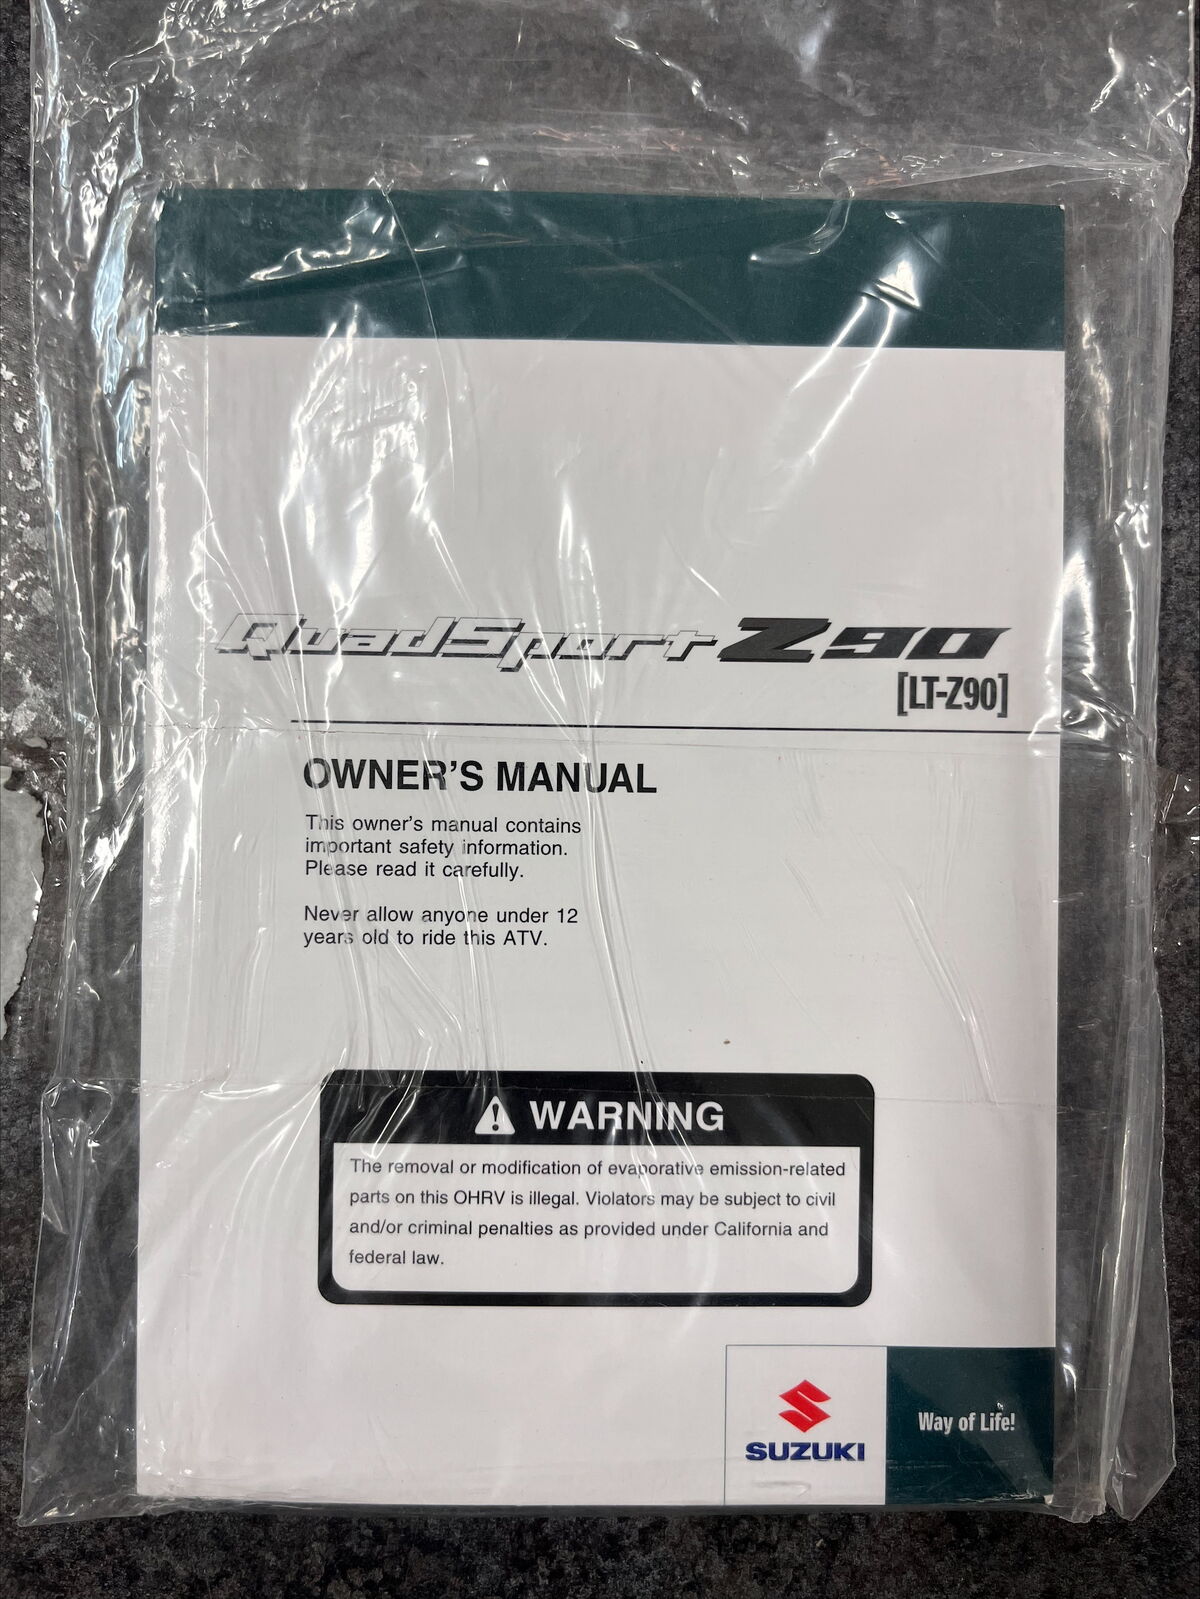 QuadSport Z90
[LT-Z90]
OWNER'S MANUAL
This owner's manual contains
important safety information.
Please read it carefully.
Never allow anyone under 12
years old to ride this ATV.
WARNING
The removal or modification of evaporative emission-related
parts on this OHRV is illegal. Violators may be subject to civil
and/or criminal penalties as provided under California and
federal law.
SUZUKI
Way of Life!